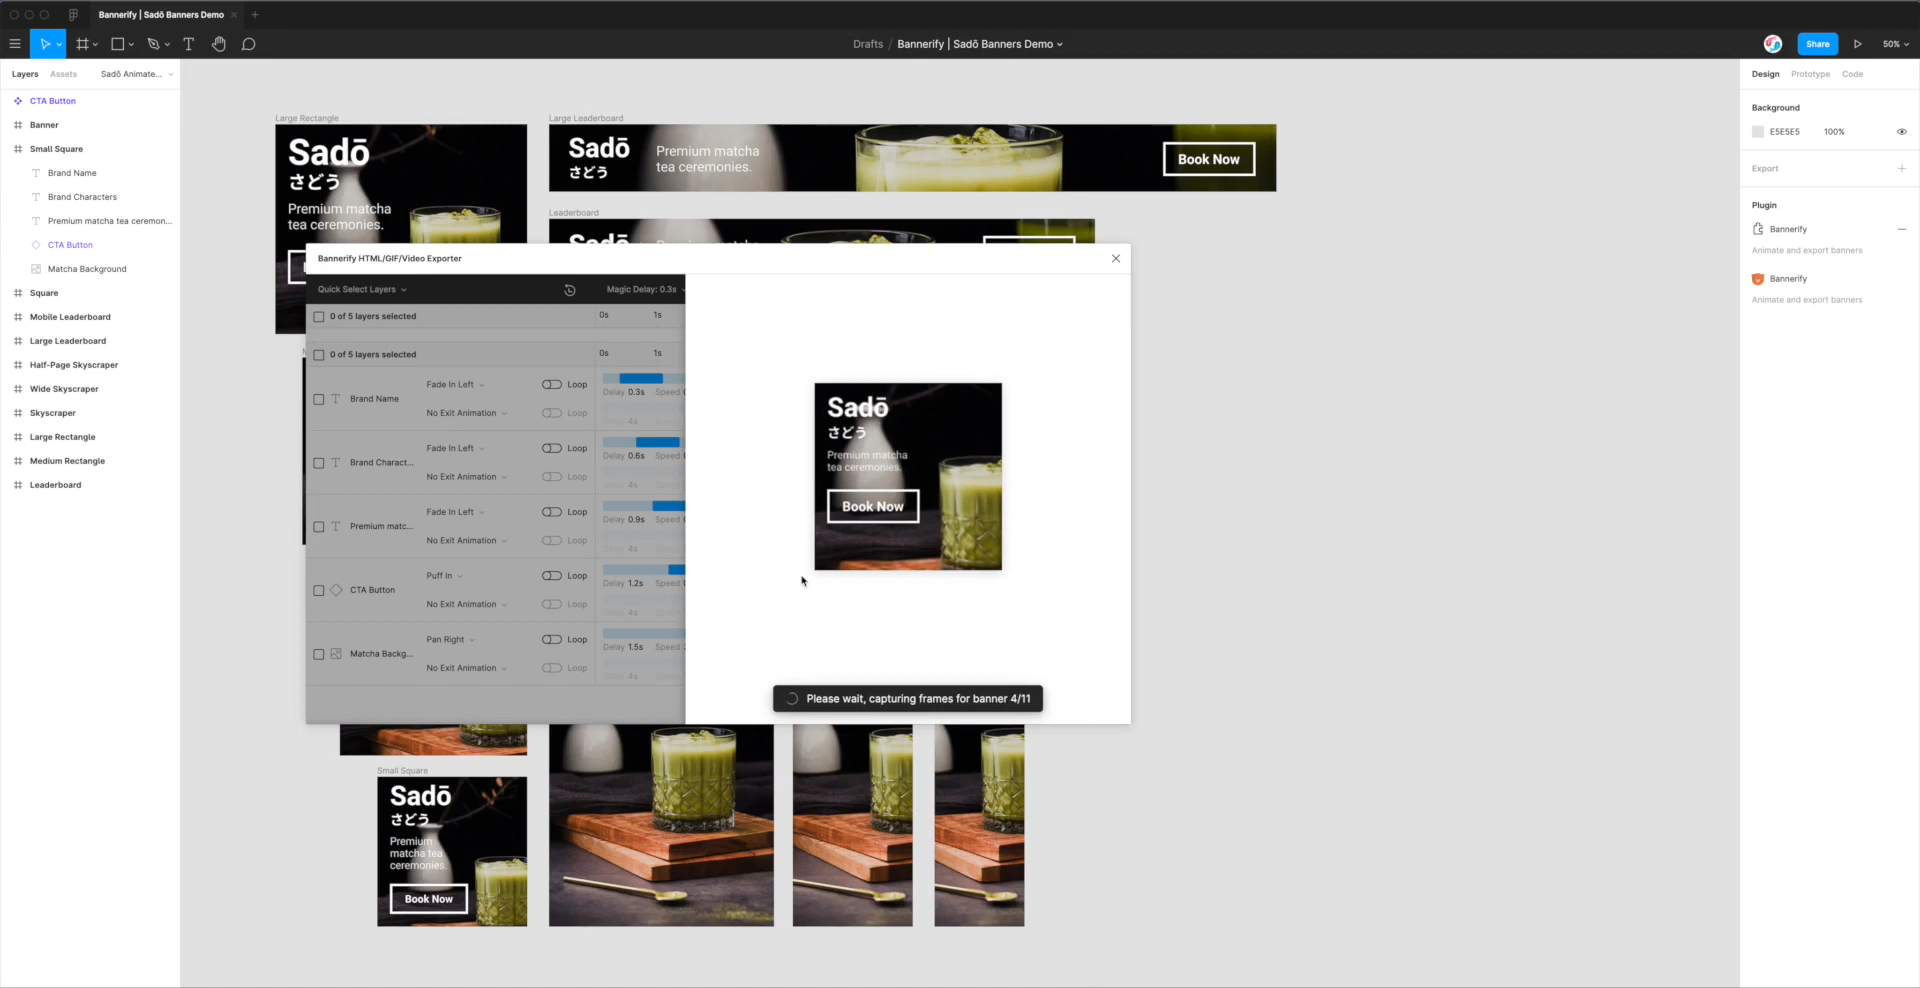 Bannerify | Sadō Banners Demo
Drafts / Bannerify | Sadō Banners Demo
Share
50%
Layers
Assets
Sadō Animate...
CTA Button
Banner
Small Square
Brand Name
Brand Characters
Premium matcha tea ceremon...
CTA Button
Matcha Background
Square
Mobile Leaderboard
Large Leaderboard
Half-Page Skyscraper
Wide Skyscraper
Skyscraper
Large Rectangle
Medium Rectangle
Leaderboard
Large Rectangle
Sadō
さどう
Premium matcha
tea ceremonies.
Large Leaderboard
Sadō
さどう
Premium matcha
tea ceremonies.
Book Now
Leaderboard
Bannerify HTML/GIF/Video Exporter
Quick Select Layers
Magic Delay: 0.3s
0 of 5 layers selected
0s
1s
0 of 5 layers selected
0s
1s
Brand Name
Fade In Left
Loop
Delay 0.3s Speed
No Exit Animation
Loop
Delay 4s
Brand Charact...
Fade In Left
Loop
Delay 0.6s Speed
No Exit Animation
Loop
Delay 4s
Premium matc...
Fade In Left
Loop
Delay 0.9s Speed
No Exit Animation
Loop
Delay 4s
CTA Button
Puff In
Loop
Delay 1.2s Speed
No Exit Animation
Loop
Delay 4s
Matcha Backg...
Pan Right
Loop
Delay 1.5s Speed
No Exit Animation
Loop
Delay 4s
Sadō
さどう
Premium matcha
tea ceremonies.
Book Now
Please wait, capturing frames for banner 4/11
Small Square
Sadō
さどう
Premium
matcha tea
ceremonies.
Book Now
Design
Prototype
Code
Background
E5E5E5
100%
Export
Plugin
Bannerify
Animate and export banners
Bannerify
Animate and export banners